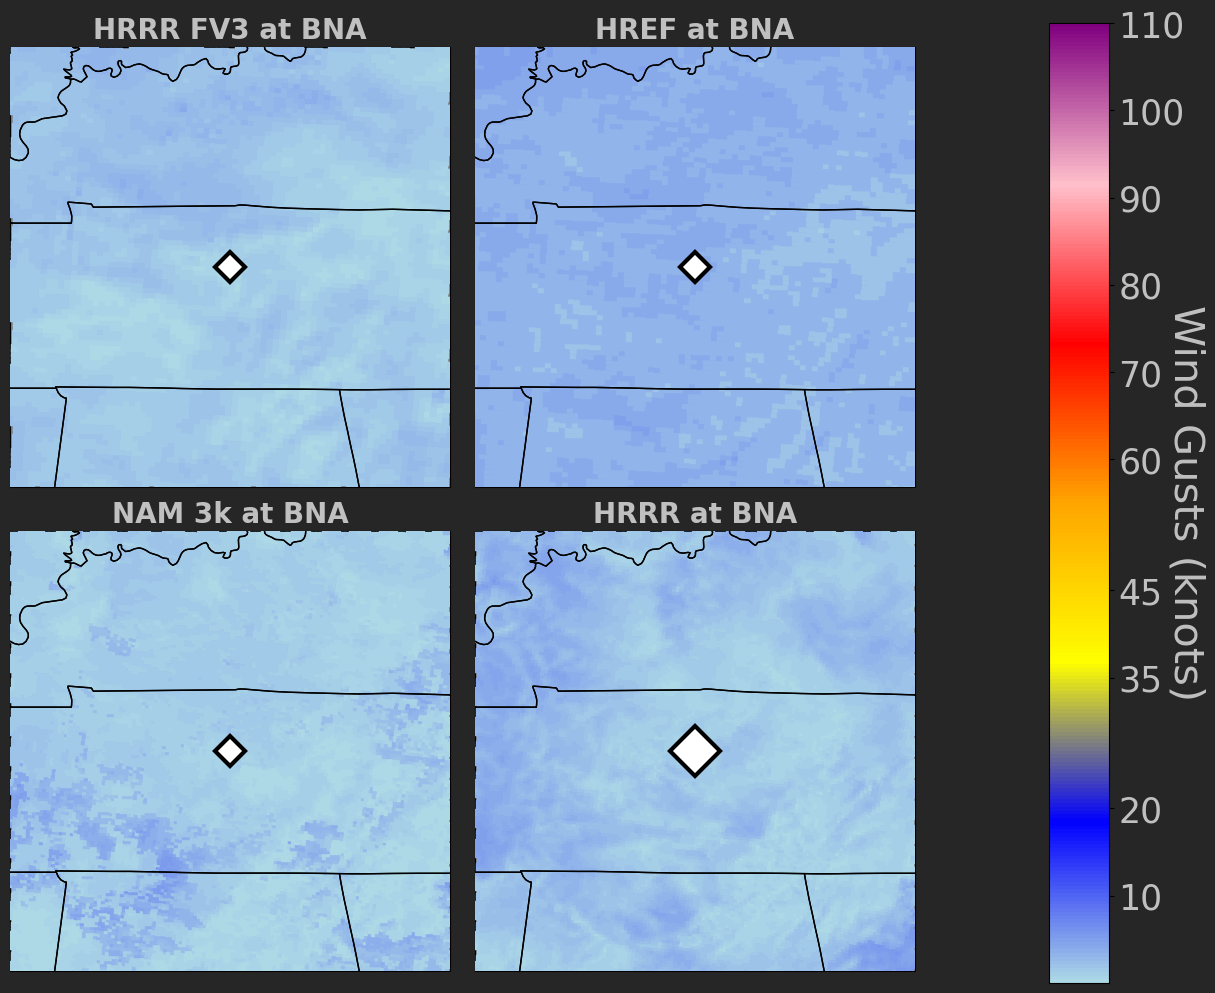 HRRR FV3 at BNA
HREF at BNA
NAM 3k at BNA
HRRR at BNA
110
100
90
80
70
60
45
35
20
10
Wind Gusts (knots)